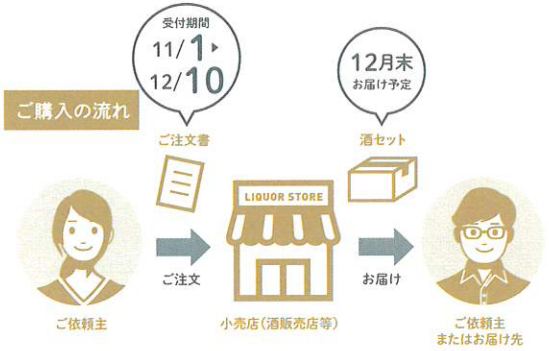 受付期間
11/1▶
12/10
12月末
お届け予定
ご購入の流れ
ご注文書
酒セット
LIQUOR STORE
ご注文
お届け
ご依頼主
小売店(酒販売店等)
ご依頼主
またはお届け先